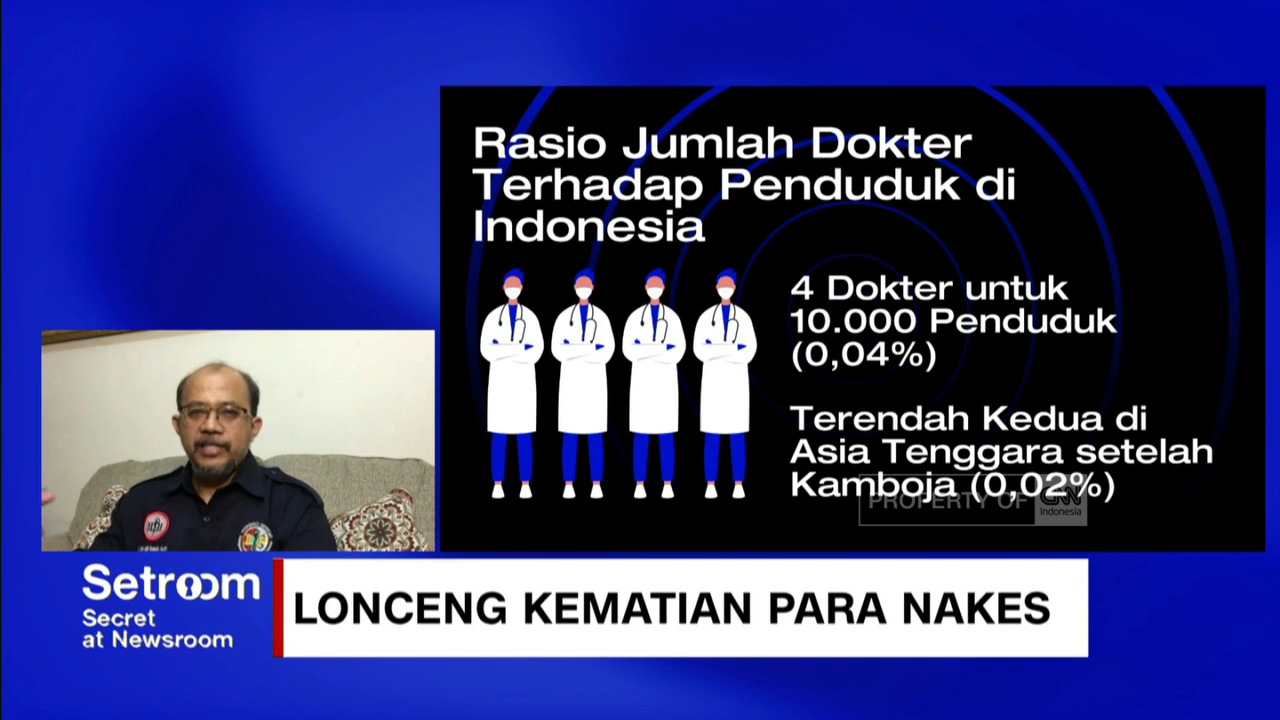 Rasio Jumlah Dokter
Terhadap Penduduk di
Indonesia
4 Dokter untuk
10.000 Penduduk
(0,04%)
Terendah Kedua di
Asia Tenggara setelah
Kamboja (0,02%)
PROPERTY OF CNN
Indonesia
Setroom
Secret
at Newsroom
LONCENG KEMATIAN PARA NAKES